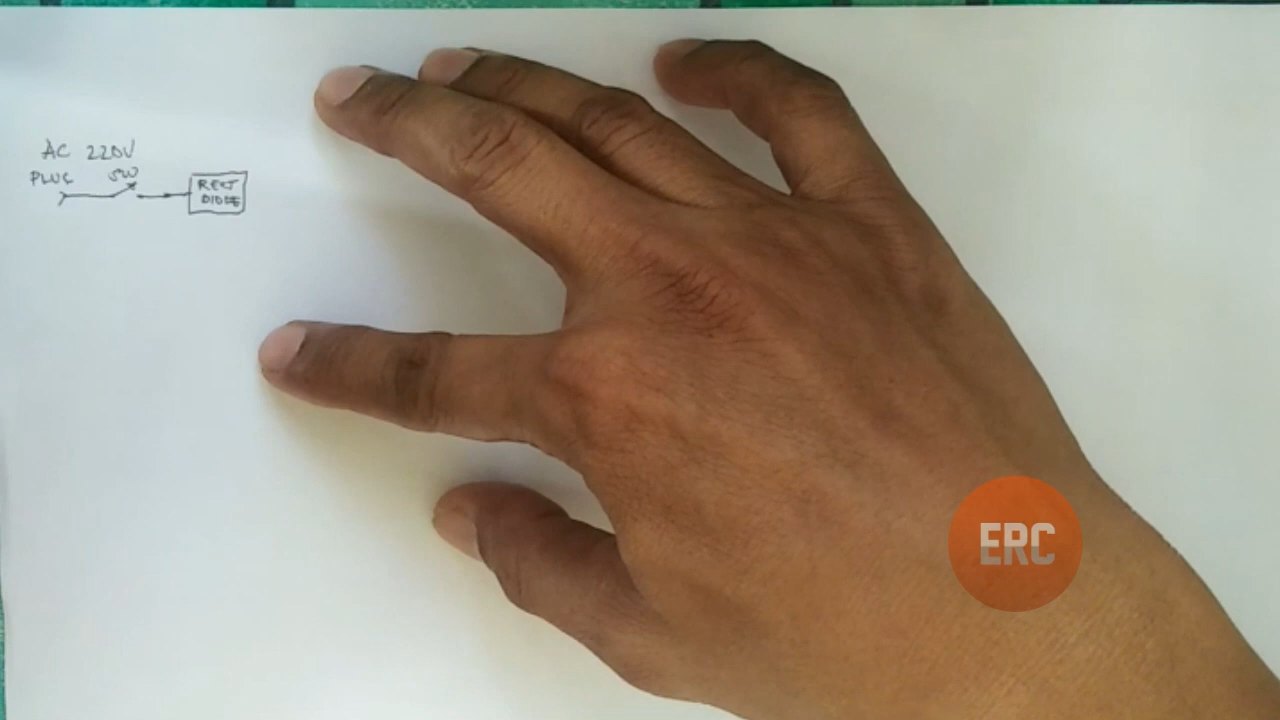 AC 220V
PLUG SW
RECT
DIODE
ERC